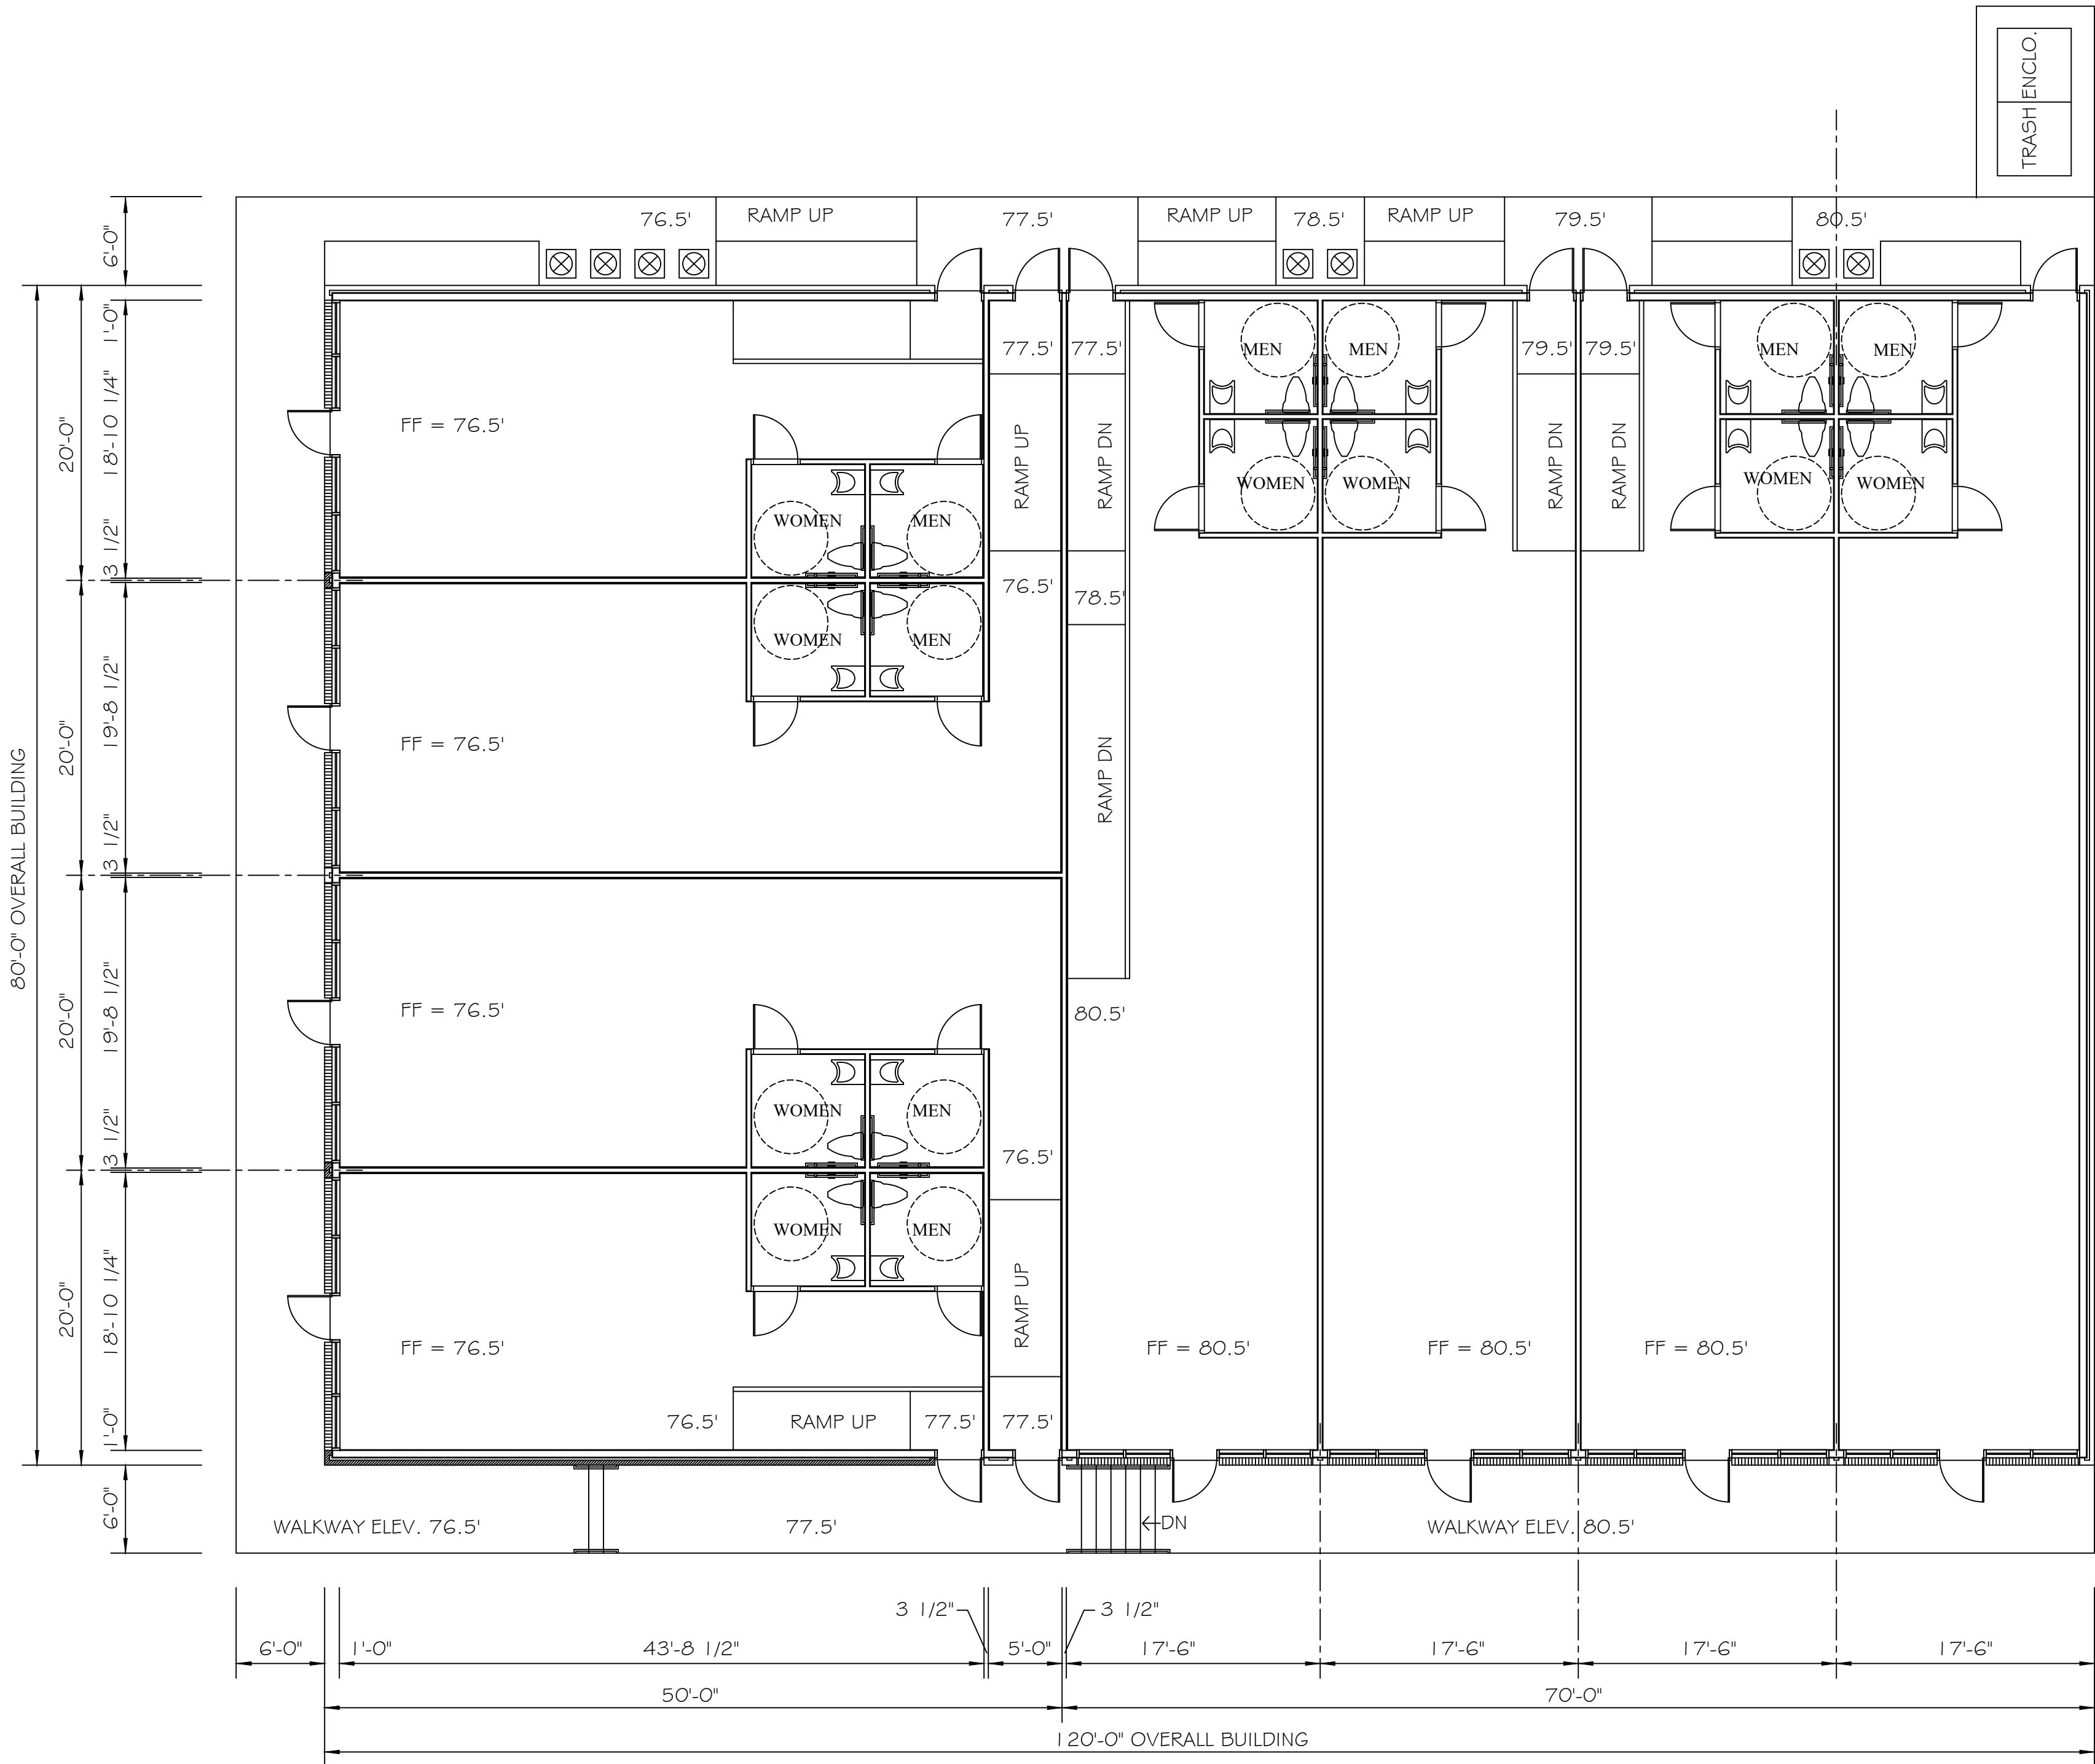 TRASH ENCLO.
76.5'
RAMP UP
77.5'
RAMP UP
78.5'
RAMP UP
79.5'
80.5'
6'-0"
1'-0"
20'-0"
18'-10 1/4"
3 1/2"
20'-0"
19'-8 1/2"
3 1/2"
80'-0" OVERALL BUILDING
20'-0"
19'-8 1/2"
3 1/2"
20'-0"
18'-10 1/4"
1'-0"
6'-0"
77.5'
77.5'
MEN
MEN
79.5'
79.5'
MEN
MEN
FF = 76.5'
RAMP UP
RAMP DN
RAMP DN
RAMP DN
WOMEN
WOMEN
WOMEN
WOMEN
WOMEN
MEN
76.5'
78.5'
WOMEN
MEN
FF = 76.5'
RAMP DN
FF = 76.5'
80.5'
WOMEN
MEN
76.5'
WOMEN
MEN
RAMP UP
FF = 76.5'
FF = 80.5'
FF = 80.5'
FF = 80.5'
76.5'
RAMP UP
77.5'
77.5'
WALKWAY ELEV. 76.5'
77.5'
←DN
WALKWAY ELEV. 80.5'
3 1/2"
3 1/2"
6'-0"
1'-0"
43'-8 1/2"
5'-0"
17'-6"
17'-6"
17'-6"
17'-6"
50'-0"
70'-0"
120'-0" OVERALL BUILDING